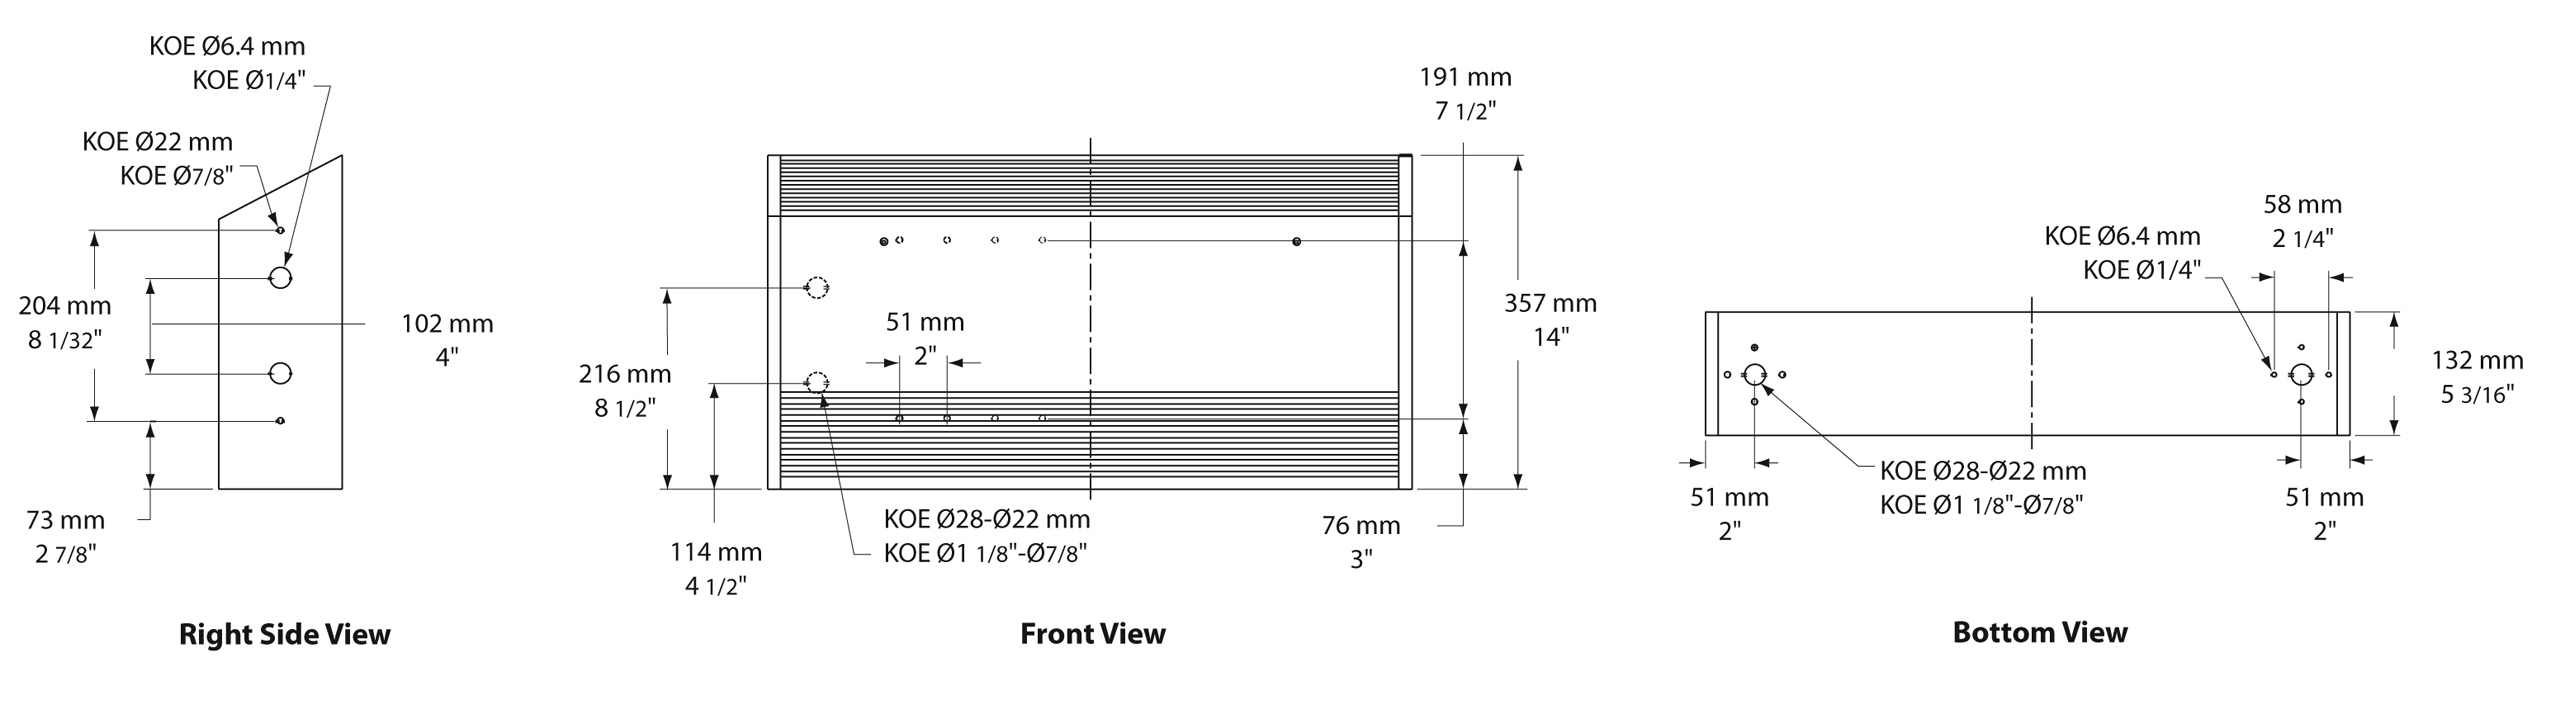 KOE Ø6.4 mm
KOE Ø1/4"
KOE Ø22 mm
KOE Ø7/8"
204 mm
8 1/32"
102 mm
4"
73 mm
2 7/8"
Right Side View
191 mm
7 1/2"
357 mm
14"
51 mm
2"
216 mm
8 1/2"
114 mm
4 1/2"
KOE Ø28-Ø22 mm
KOE Ø1 1/8"-Ø7/8"
76 mm
3"
Front View
58 mm
2 1/4"
KOE Ø6.4 mm
KOE Ø1/4"
132 mm
5 3/16"
KOE Ø28-Ø22 mm
KOE Ø1 1/8"-Ø7/8"
51 mm
2"
51 mm
2"
Bottom View